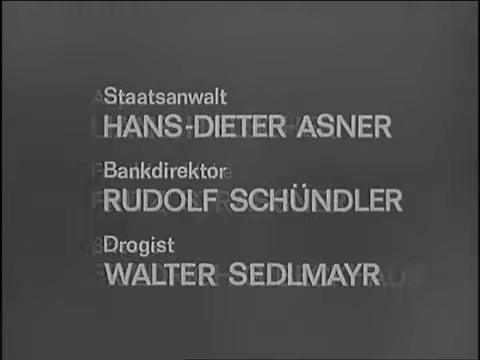 Staatsanwalt
HANS-DIETER ASNER
Bankdirektor
RUDOLF SCHÜNDLER
Drogist
WALTER SEDLMAYR